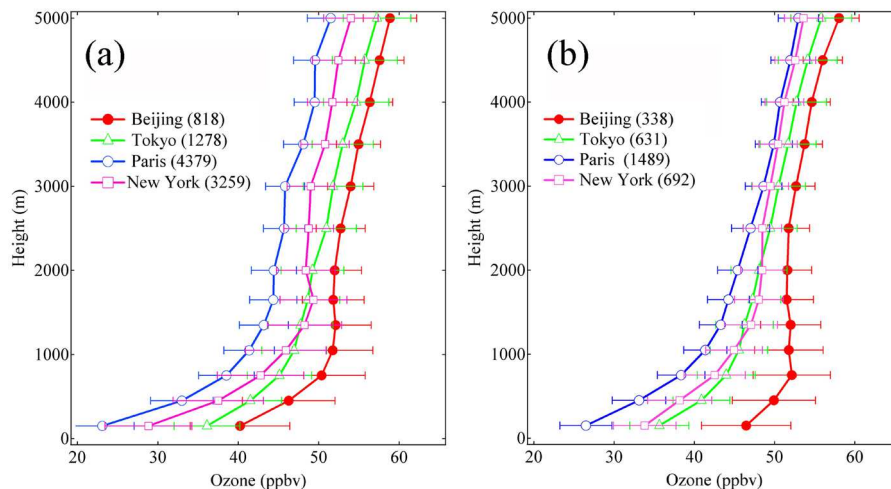 (a)
5000
4000
3000
2000
1000
0
Height (m)
Beijing (818)
Tokyo (1278)
Paris (4379)
New York (3259)
20 30 40 50 60
Ozone (ppbv)
(b)
5000
4000
3000
2000
1000
0
Height (m)
Beijing (338)
Tokyo (631)
Paris (1489)
New York (692)
20 30 40 50 60
Ozone (ppbv)